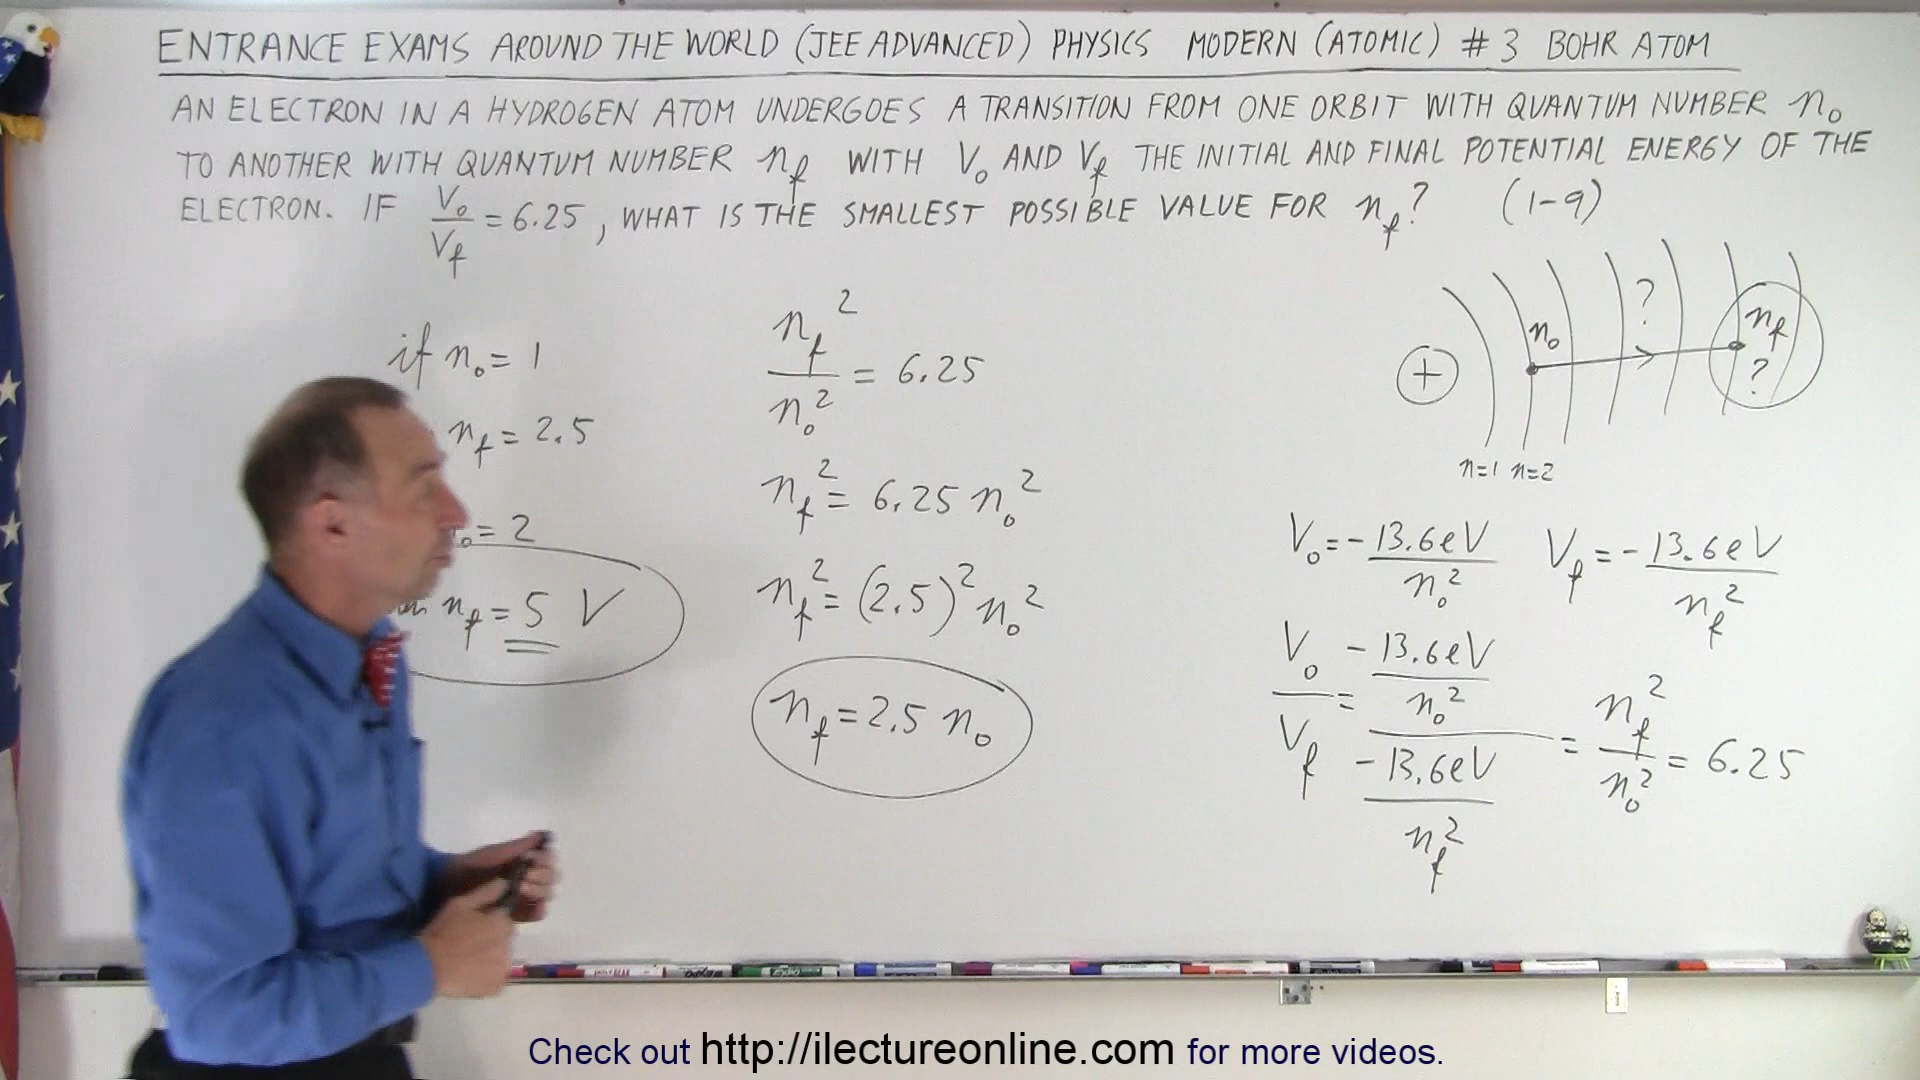 ENTRANCE EXAMS AROUND THE WORLD (JEE ADVANCED) PHYSICS MODERN (ATOMIC) # 3 BOHR ATOM
AN ELECTRON IN A HYDROGEN ATOM UNDERGOES A TRANSITION FROM ONE ORBIT WITH QUANTUM NUMBER n₀
TO ANOTHER WITH QUANTUM NUMBER n_f WITH V₀ AND V_f THE INITIAL AND FINAL POTENTIAL ENERGY OF THE
ELECTRON. IF V₀/V_f = 6.25, WHAT IS THE SMALLEST POSSIBLE VALUE FOR n_f? (1-9)
if n₀ = 1
n_f = 2.5
n₀ = 2
n_f = 5 V
n_f²/n₀² = 6.25
n_f² = 6.25 n₀²
n_f² = (2.5)² n₀²
n_f = 2.5 n₀
+ n₀ ? n_f ?
n=1 n=2
V₀ = -13.6eV/n₀² V_f = -13.6eV/n_f²
V₀/V_f = (-13.6eV/n₀²)/(-13.6eV/n_f²) = n_f²/n₀² = 6.25
Check out http://ilectureonline.com for more videos.